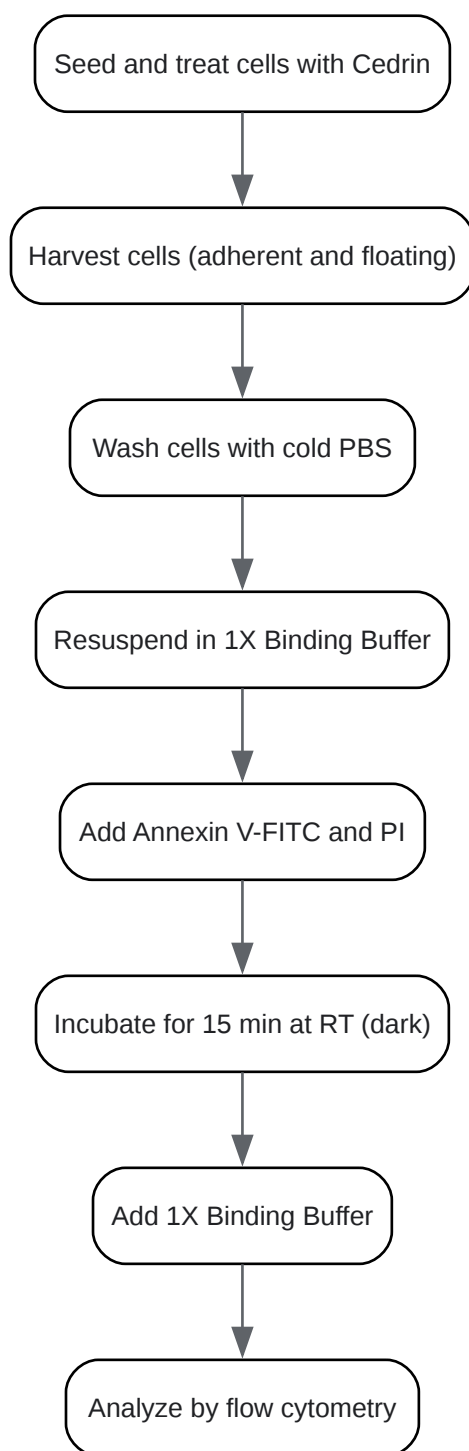 Seed and treat cells with Cedrin
Harvest cells (adherent and floating)
Wash cells with cold PBS
Resuspend in 1X Binding Buffer
Add Annexin V-FITC and PI
Incubate for 15 min at RT (dark)
Add 1X Binding Buffer
Analyze by flow cytometry